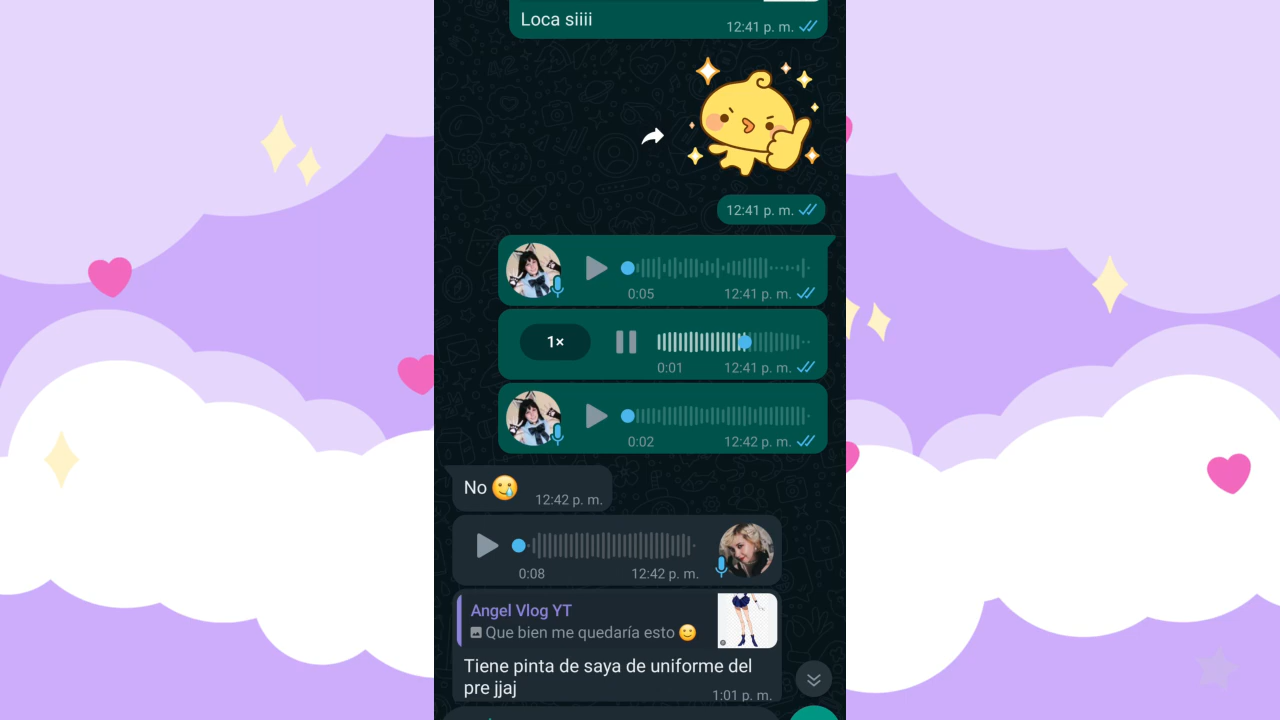 Loca siiii
12:41 p. m.
12:41 p. m.
0:05 12:41 p. m.
1×
0:01 12:41 p. m.
0:02 12:42 p. m.
No 🥲 12:42 p. m.
0:08 12:42 p. m.
Angel Vlog YT
Que bien me quedaría esto 😊
Tiene pinta de saya de uniforme del
pre jjaj 1:01 p. m.